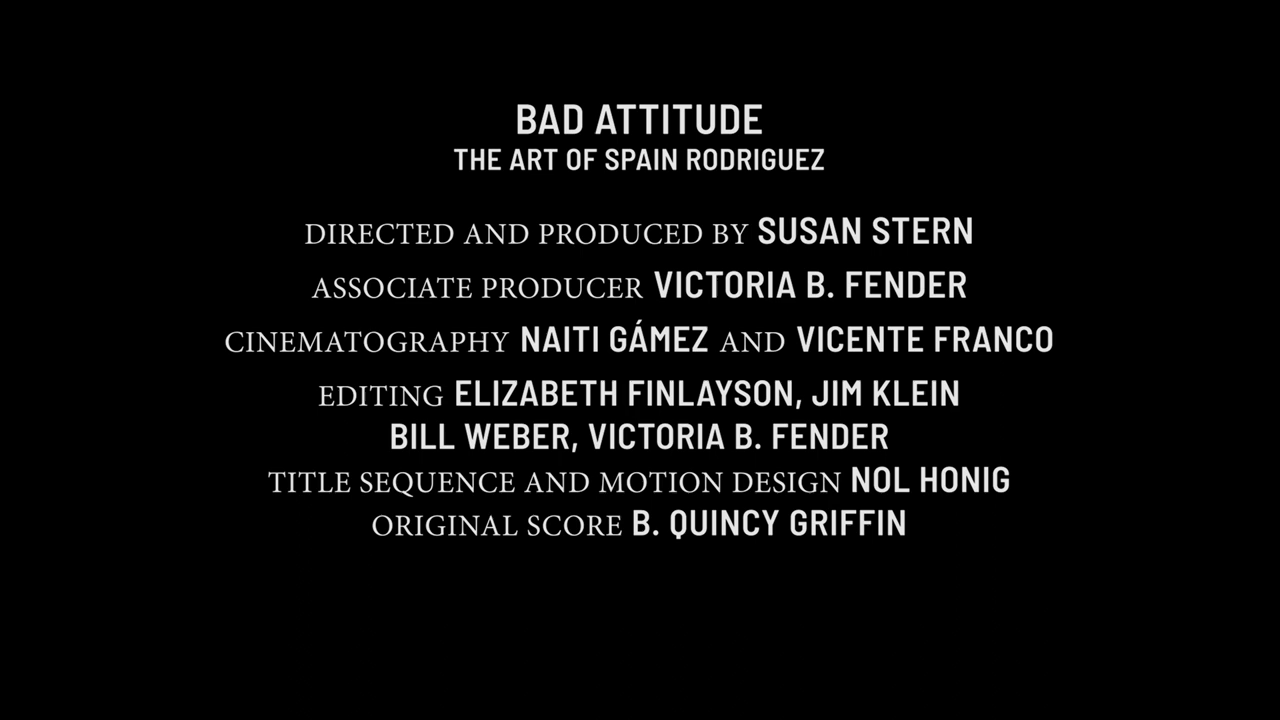 BAD ATTITUDE
THE ART OF SPAIN RODRIGUEZ
DIRECTED AND PRODUCED BY SUSAN STERN
ASSOCIATE PRODUCER VICTORIA B. FENDER
CINEMATOGRAPHY NAITI GÁMEZ AND VICENTE FRANCO
EDITING ELIZABETH FINLAYSON, JIM KLEIN
BILL WEBER, VICTORIA B. FENDER
TITLE SEQUENCE AND MOTION DESIGN NOL HONIG
ORIGINAL SCORE B. QUINCY GRIFFIN